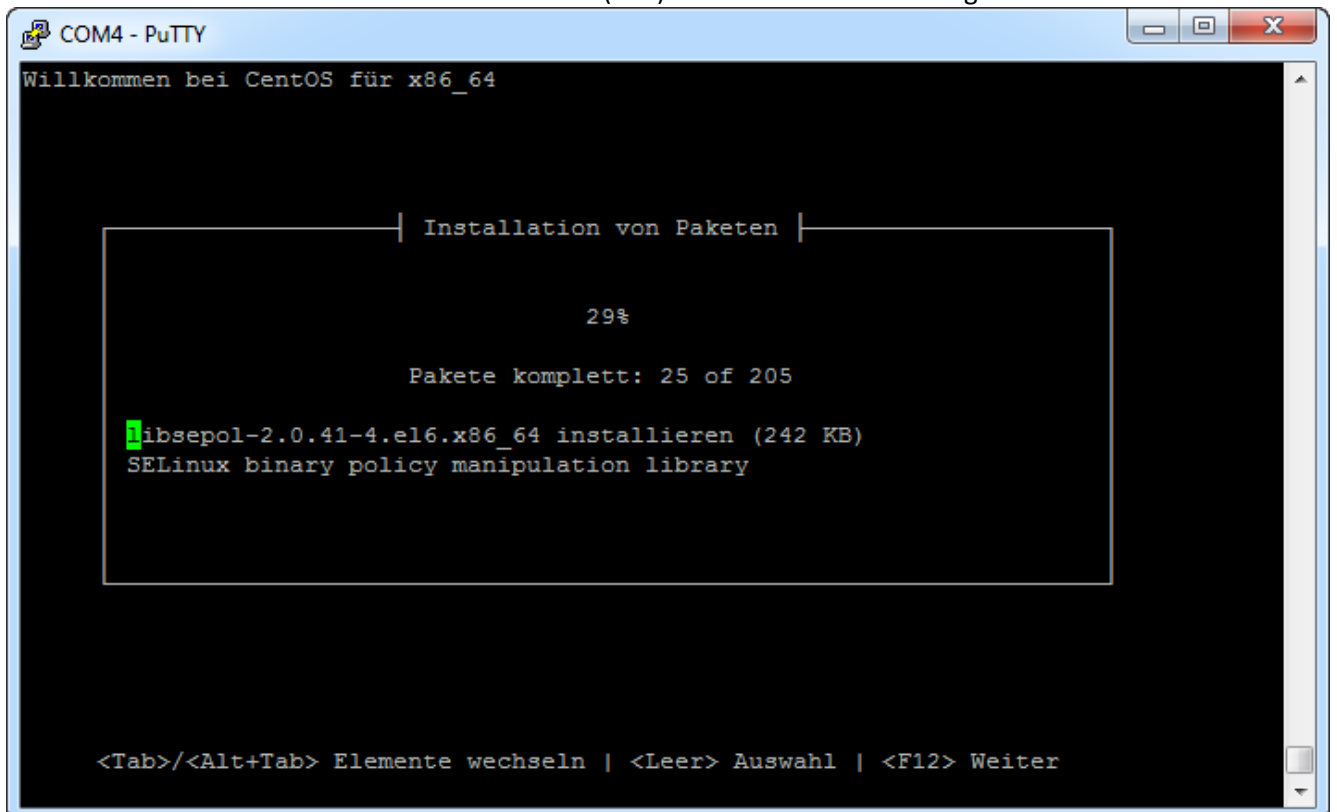 COM4 - PuTTY
Willkommen bei CentOS für x86_64
Installation von Paketen
29%
Pakete komplett: 25 of 205
libsepol-2.0.41-4.el6.x86_64 installieren (242 KB)
SELinux binary policy manipulation library
<Tab>/<Alt+Tab> Elemente wechseln | <Leer> Auswahl | <F12> Weiter